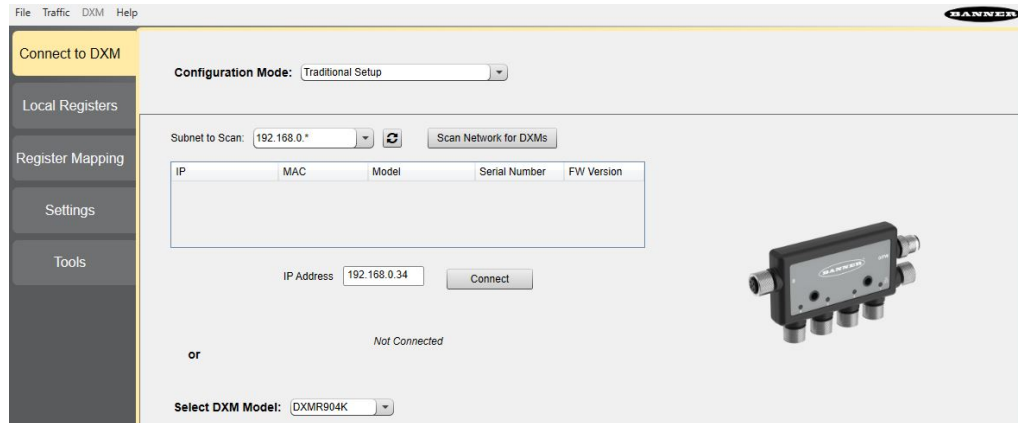 File Traffic DXM Help
BANNER
Connect to DXM
Configuration Mode: Traditional Setup
Local Registers
Subnet to Scan: 192.168.0.* Scan Network for DXMs
Register Mapping
IP MAC Model Serial Number FW Version
Settings
Tools
IP Address 192.168.0.34 Connect
BANNER
Not Connected
or
Select DXM Model: DXMR904K